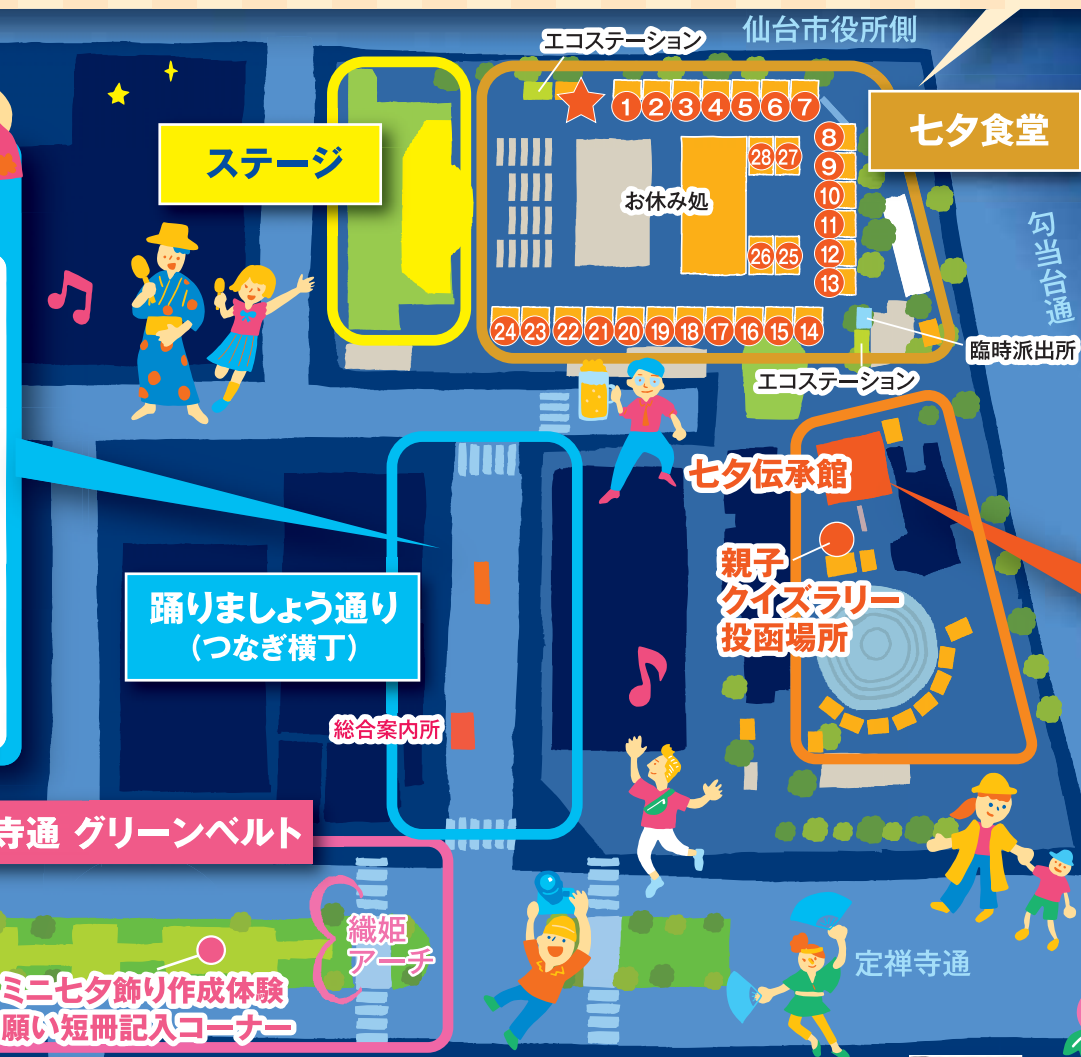 仙台市役所側
エコステーション
七夕食堂
ステージ
1 2 3 4 5 6 7
8
9
10
11
12
13
28 27
お休み処
26 25
24 23 22 21 20 19 18 17 16 15 14
勾当台通
臨時派出所
エコステーション
七夕伝承館
親子
クイズラリー
投函場所
踊りましょう通り
(つなぎ横丁)
総合案内所
寺通 グリーンベルト
織姫
アーチ
定禅寺通
ミニ七夕飾り作成体験
願い短冊記入コーナー